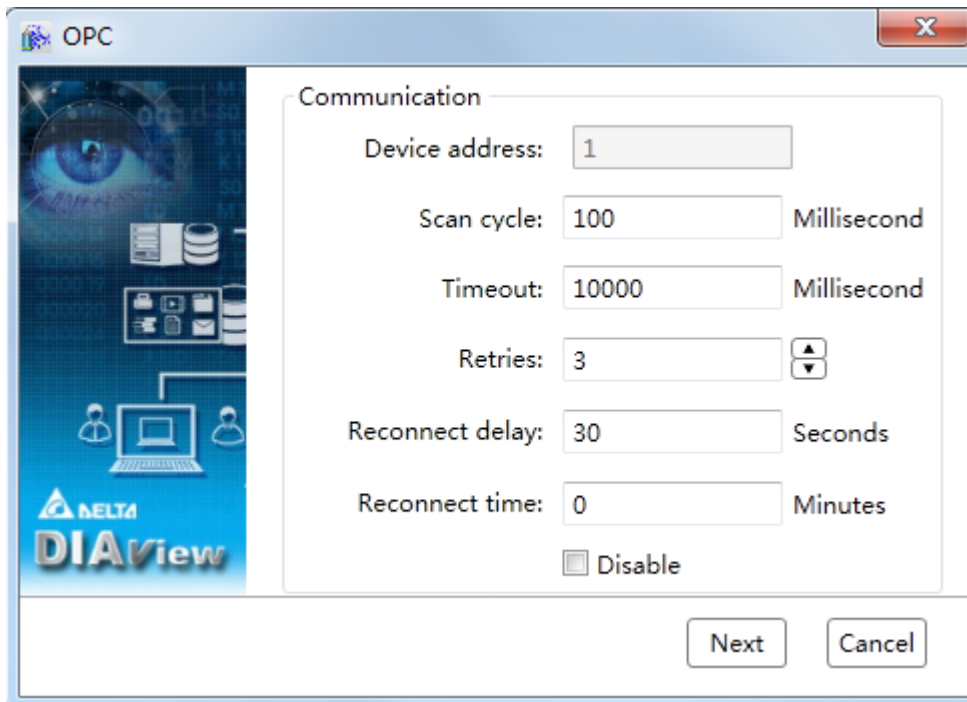 OPC
Communication
Device address: 1
Scan cycle: 100 Millisecond
Timeout: 10000 Millisecond
Retries: 3
Reconnect delay: 30 Seconds
Reconnect time: 0 Minutes
Disable
DELTA
DIAView
Next Cancel